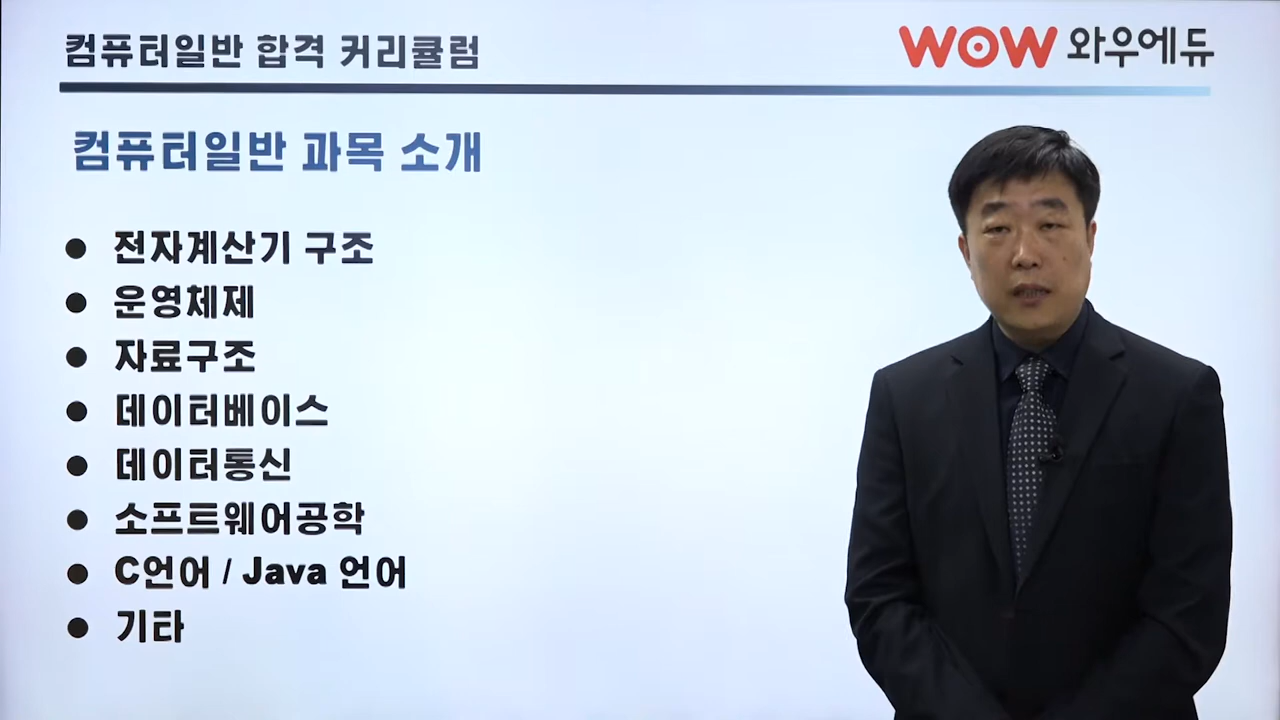 컴퓨터일반 합격 커리큘럼
WOW 와우에듀
컴퓨터일반 과목 소개
● 전자계산기 구조
● 운영체제
● 자료구조
● 데이터베이스
● 데이터통신
● 소프트웨어공학
● C언어 / Java 언어
● 기타